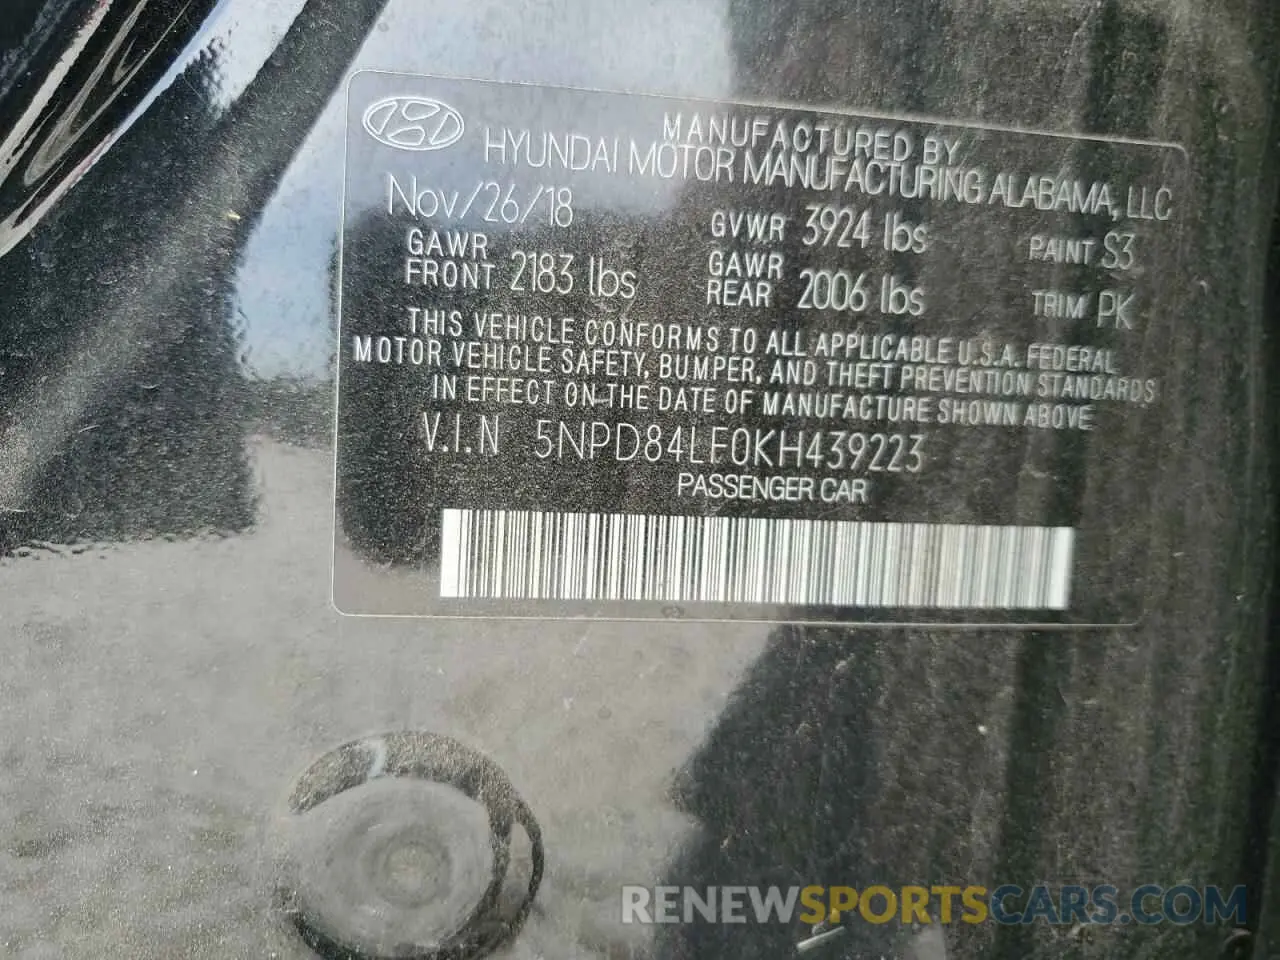 MANUFACTURED BY
HYUNDAI MOTOR MANUFACTURING ALABAMA, LLC
Nov/26/18 GVWR 3924 lbs PAINT S3
GAWR FRONT 2183 lbs GAWR REAR 2006 lbs TRIM PK
THIS VEHICLE CONFORMS TO ALL APPLICABLE U.S.A. FEDERAL
MOTOR VEHICLE SAFETY, BUMPER, AND THEFT PREVENTION STANDARDS
IN EFFECT ON THE DATE OF MANUFACTURE SHOWN ABOVE
V.I.N 5NPD84LF0KH439223
PASSENGER CAR
RENEWSPORTSCARS.COM